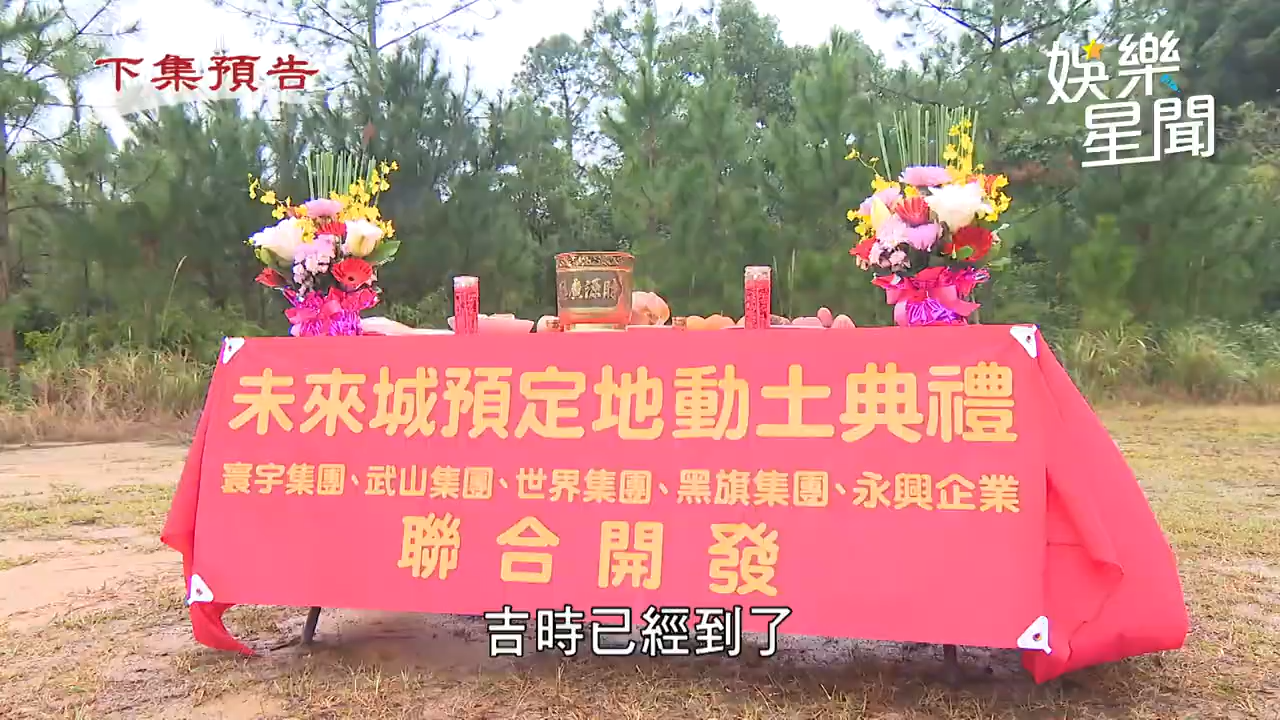 下集預告
娛樂
星聞
未來城預定地動土典禮
寰宇集團、武山集團、世界集團、黑旗集團、永興企業
聯合開發
吉時已經到了